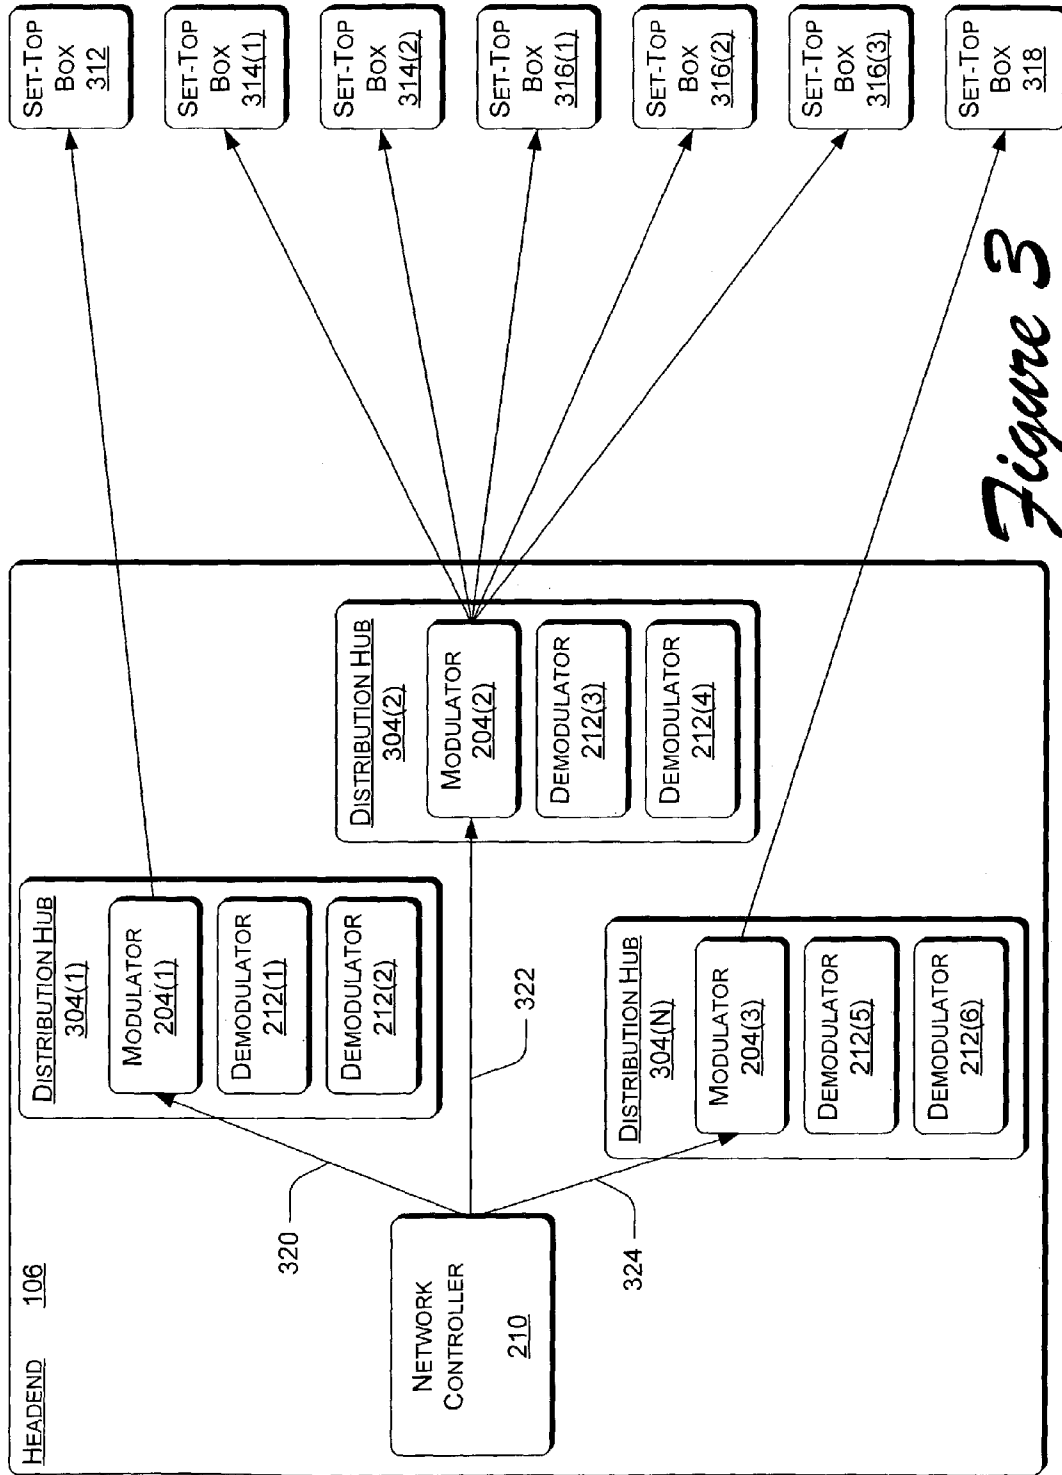 HEADEND 106
NETWORK
CONTROLLER
210
320
322
324
DISTRIBUTION HUB
304(1)
MODULATOR
204(1)
DEMODULATOR
212(1)
DEMODULATOR
212(2)
DISTRIBUTION HUB
304(2)
MODULATOR
204(2)
DEMODULATOR
212(3)
DEMODULATOR
212(4)
DISTRIBUTION HUB
304(N)
MODULATOR
204(3)
DEMODULATOR
212(5)
DEMODULATOR
212(6)
SET-TOP
BOX
312
SET-TOP
BOX
314(1)
SET-TOP
BOX
314(2)
SET-TOP
BOX
316(1)
SET-TOP
BOX
316(2)
SET-TOP
BOX
316(3)
SET-TOP
BOX
318
Figure 3